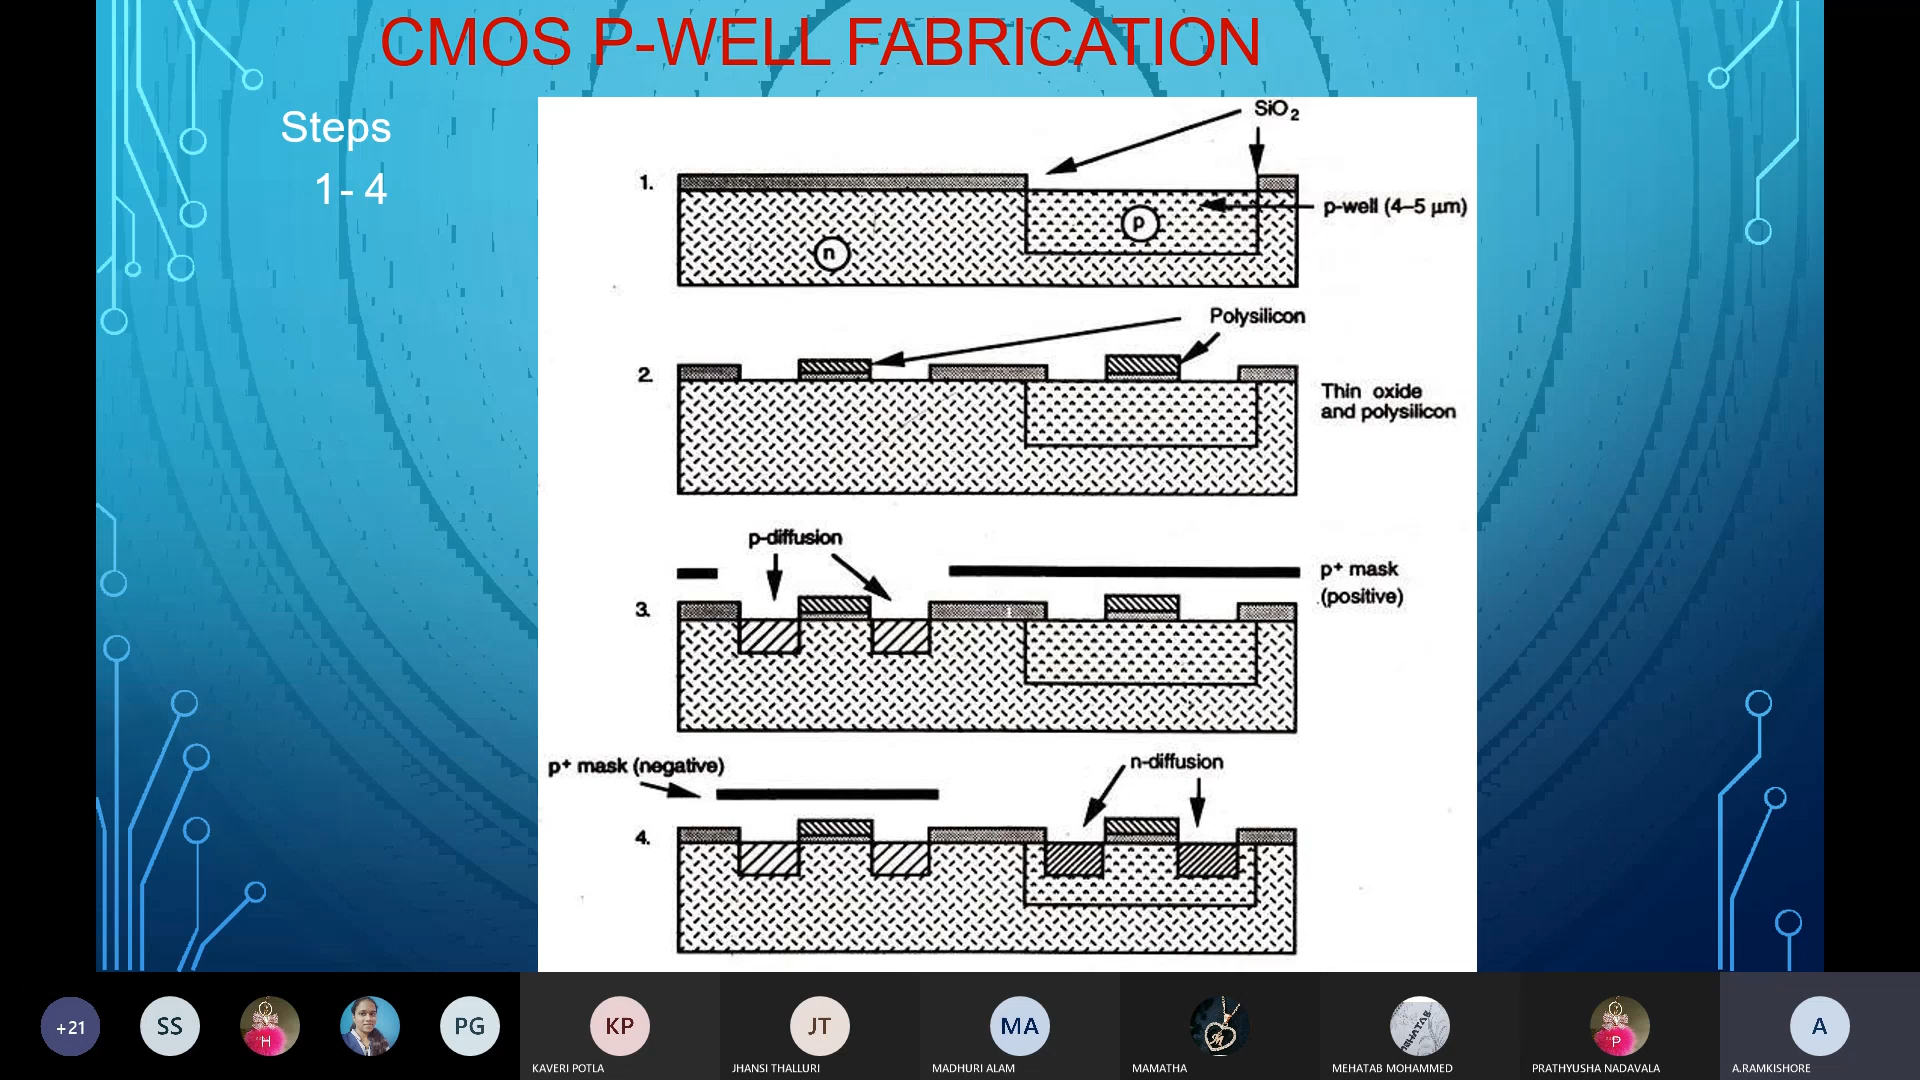 CMOS P-WELL FABRICATION
Steps
1- 4
SiO2
1.
p-well (4–5 µm)
p
n
Polysilicon
2.
Thin oxide
and polysilicon
p-diffusion
p+ mask
(positive)
3.
p+ mask (negative)
n-diffusion
4.
+21
SS
H
PG
KP
JT
MA
M
MEHATAB
P
A
KAVERI POTLA
JHANSI THALLURI
MADHURI ALAM
MAMATHA
MEHATAB MOHAMMED
PRATHYUSHA NADAVALA
A.RAMKISHORE